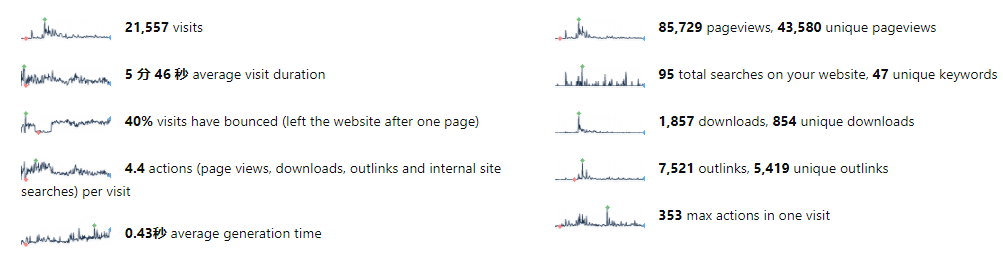 21,557 visits
5 分 46 秒 average visit duration
40% visits have bounced (left the website after one page)
4.4 actions (page views, downloads, outlinks and internal site
searches) per visit
0.43秒 average generation time
85,729 pageviews, 43,580 unique pageviews
95 total searches on your website, 47 unique keywords
1,857 downloads, 854 unique downloads
7,521 outlinks, 5,419 unique outlinks
353 max actions in one visit